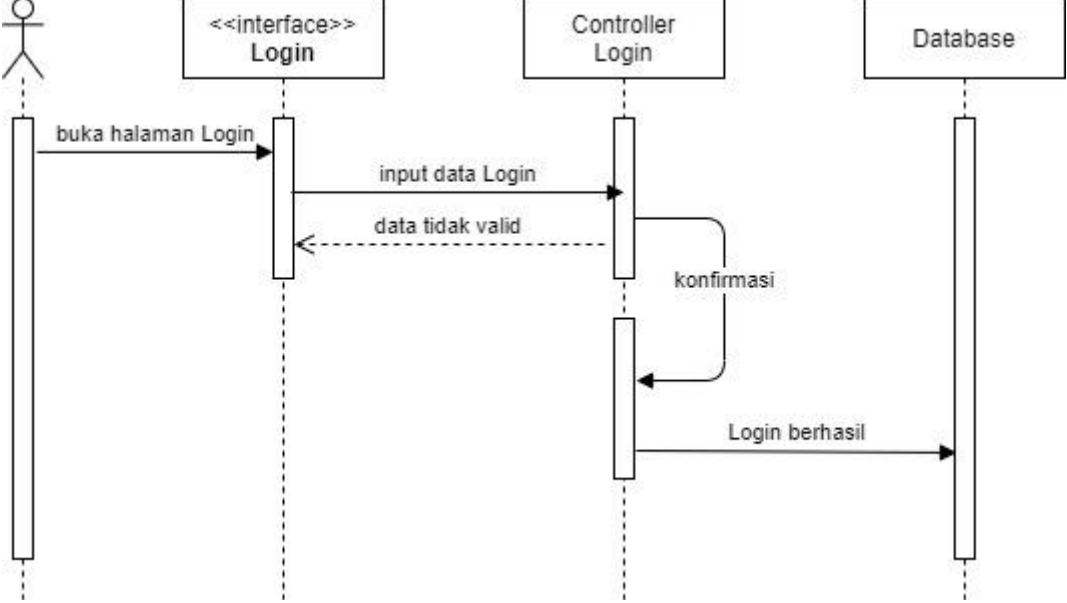 <<interface>>
Login
Controller
Login
Database
buka halaman Login
input data Login
data tidak valid
konfirmasi
Login berhasil